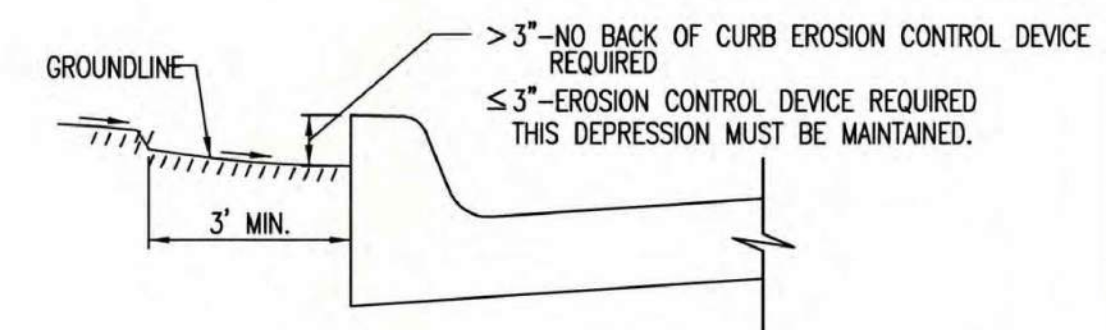 > 3"-NO BACK OF CURB EROSION CONTROL DEVICE
REQUIRED
GROUNDLINE
≤ 3"-EROSION CONTROL DEVICE REQUIRED
THIS DEPRESSION MUST BE MAINTAINED.
3' MIN.